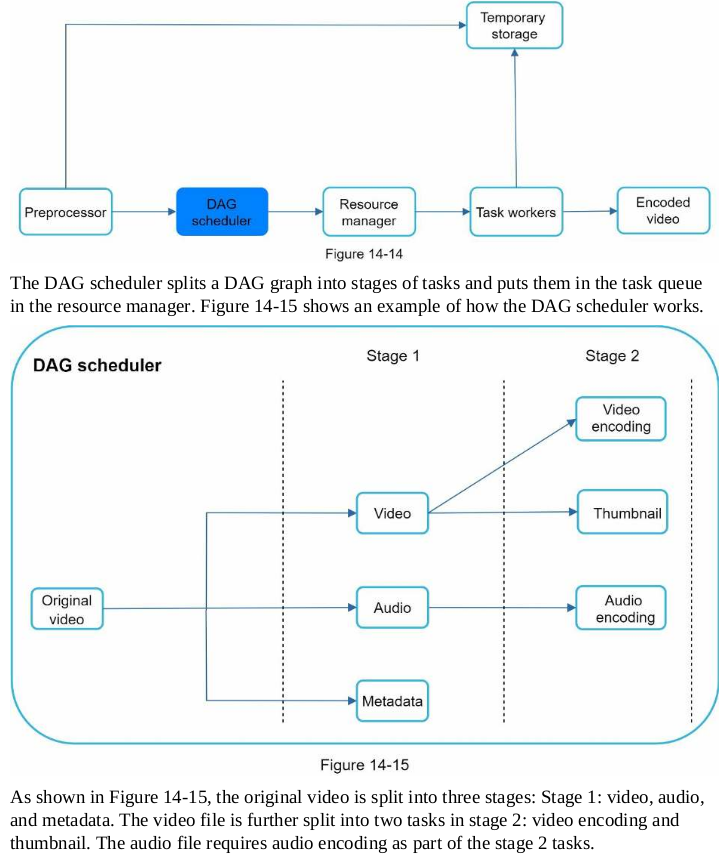 Temporary
storage
Preprocessor
DAG
scheduler
Resource
manager
Task workers
Encoded
video
Figure 14-14
The DAG scheduler splits a DAG graph into stages of tasks and puts them in the task queue
in the resource manager. Figure 14-15 shows an example of how the DAG scheduler works.
DAG scheduler
Stage 1
Stage 2
Video
encoding
Video
Thumbnail
Original
video
Audio
Audio
encoding
Metadata
Figure 14-15
As shown in Figure 14-15, the original video is split into three stages: Stage 1: video, audio,
and metadata. The video file is further split into two tasks in stage 2: video encoding and
thumbnail. The audio file requires audio encoding as part of the stage 2 tasks.